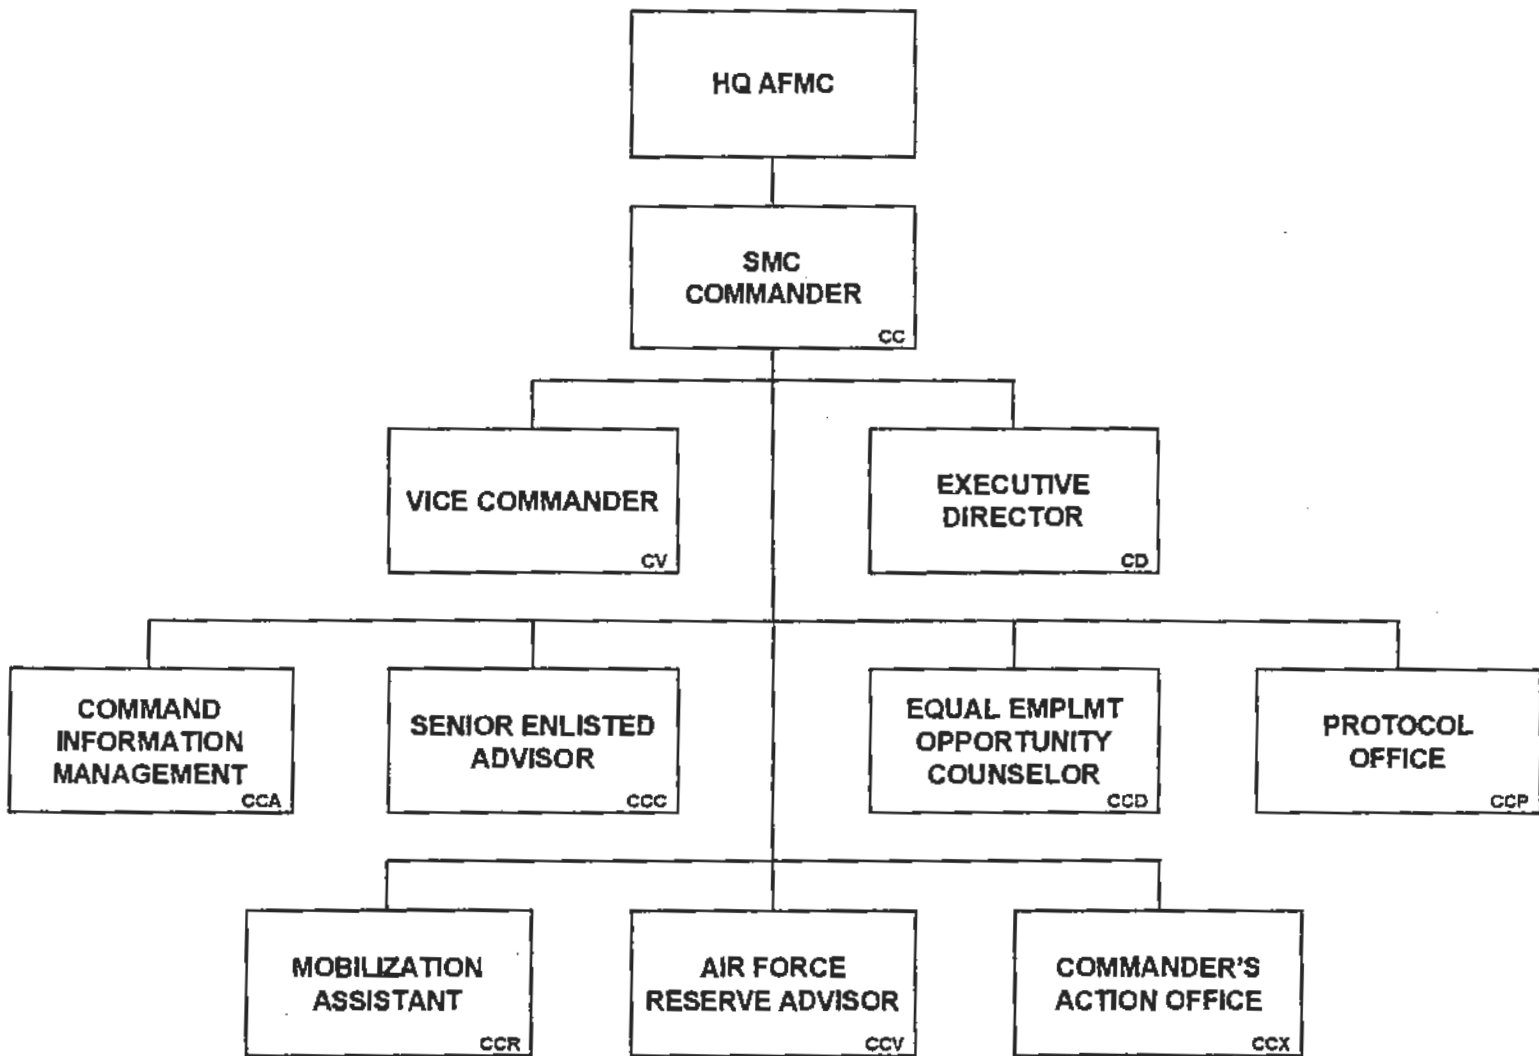 HQ AFMC
SMC
COMMANDER
CC
VICE COMMANDER
CV
EXECUTIVE
DIRECTOR
CD
COMMAND
INFORMATION
MANAGEMENT
CCA
SENIOR ENLISTED
ADVISOR
CCC
EQUAL EMPLMT
OPPORTUNITY
COUNSELOR
CCD
PROTOCOL
OFFICE
CCP
MOBILIZATION
ASSISTANT
CCR
AIR FORCE
RESERVE ADVISOR
CCV
COMMANDER'S
ACTION OFFICE
CCX